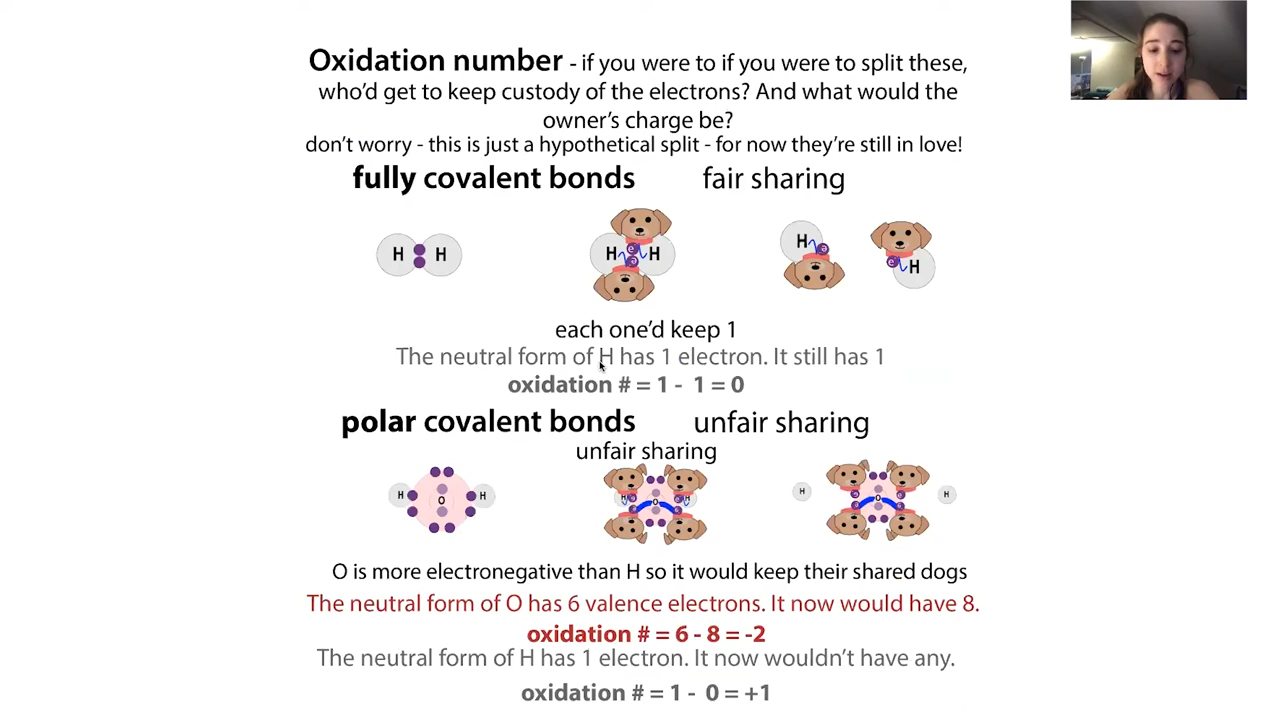 Oxidation number - if you were to if you were to split these,
who'd get to keep custody of the electrons? And what would the
owner's charge be?
don't worry - this is just a hypothetical split - for now they're still in love!
fully covalent bonds fair sharing
H H
H H
H
H
e e
e e
each one'd keep 1
The neutral form of H has 1 electron. It still has 1
oxidation # = 1 - 1 = 0
polar covalent bonds unfair sharing
unfair sharing
H O H
H O H
H O H
O is more electronegative than H so it would keep their shared dogs
The neutral form of O has 6 valence electrons. It now would have 8.
oxidation # = 6 - 8 = -2
The neutral form of H has 1 electron. It now wouldn't have any.
oxidation # = 1 - 0 = +1